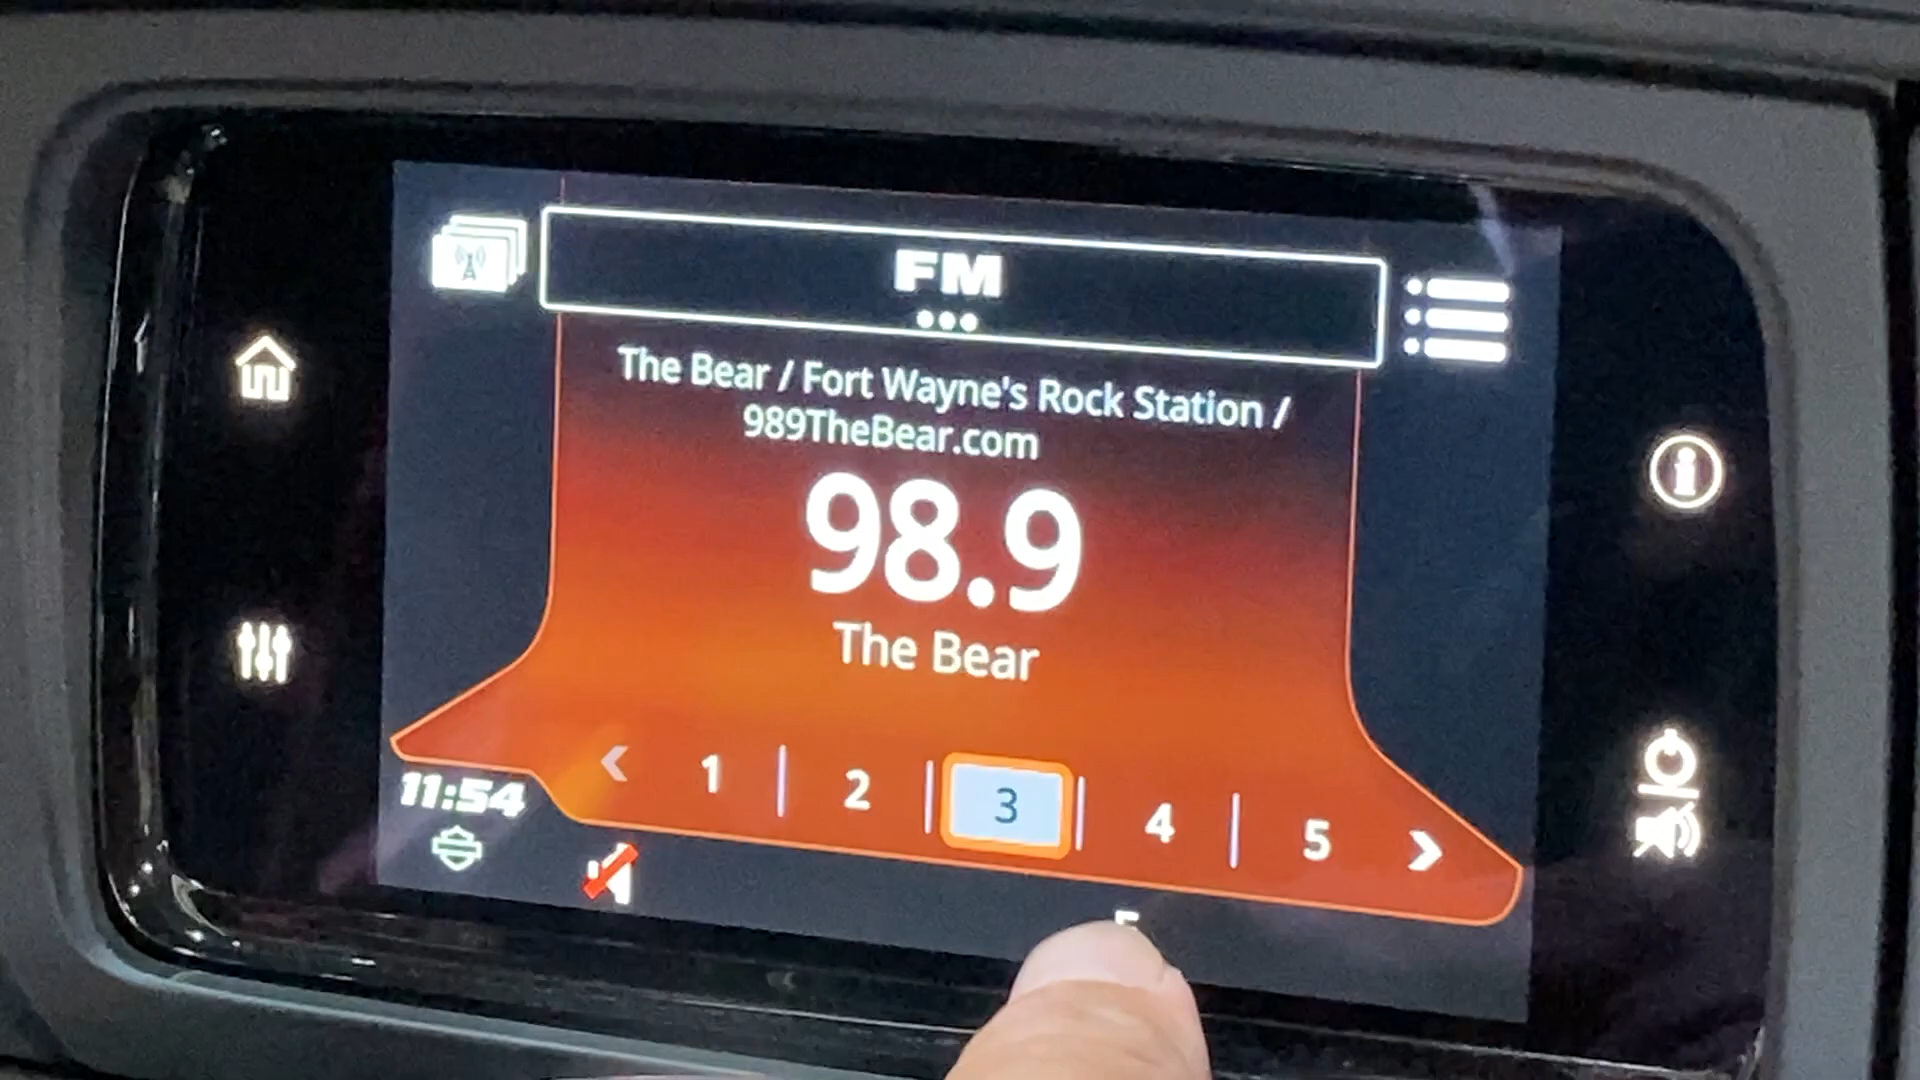 FM
The Bear / Fort Wayne's Rock Station /
989TheBear.com
98.9
The Bear
1 2 3 4 5
11:54